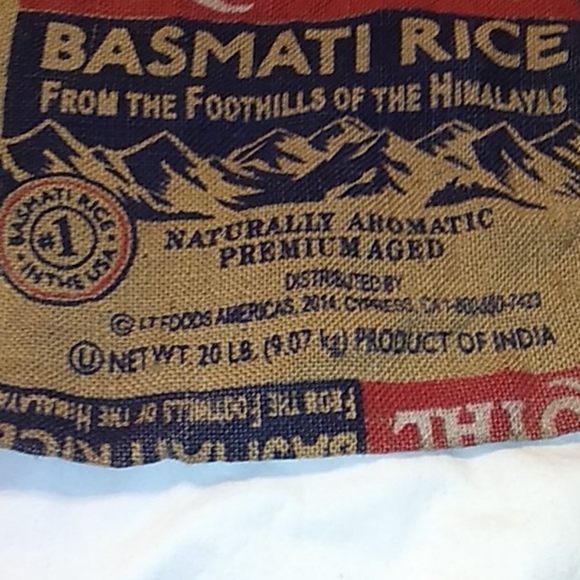 BASMATI RICE
FROM THE FOOTHILLS OF THE HIMALAYAS
BASMATI RICE
#1
IN THE USA
NATURALLY AROMATIC
PREMIUM AGED
DISTRIBUTED BY
© LT FOODS AMERICAS, 2014, CYPRESS, CA
Ⓤ NET WT. 20 LB. (9.07 kg) PRODUCT OF INDIA
FROM THE FOOTHILLS OF THE HIMALAYAS